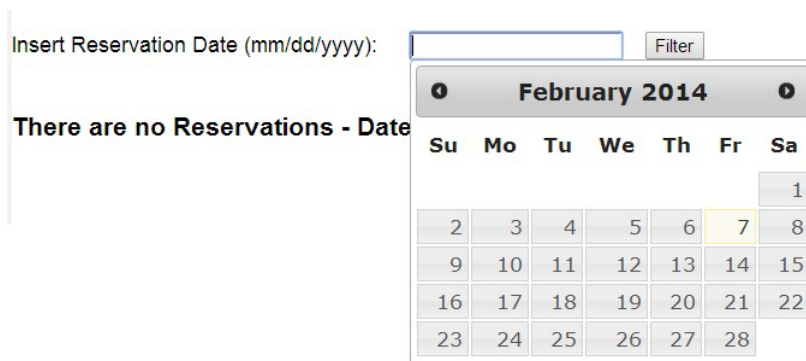 Insert Reservation Date (mm/dd/yyyy): Filter
February 2014
There are no Reservations - Date
Su Mo Tu We Th Fr Sa
1
2 3 4 5 6 7 8
9 10 11 12 13 14 15
16 17 18 19 20 21 22
23 24 25 26 27 28